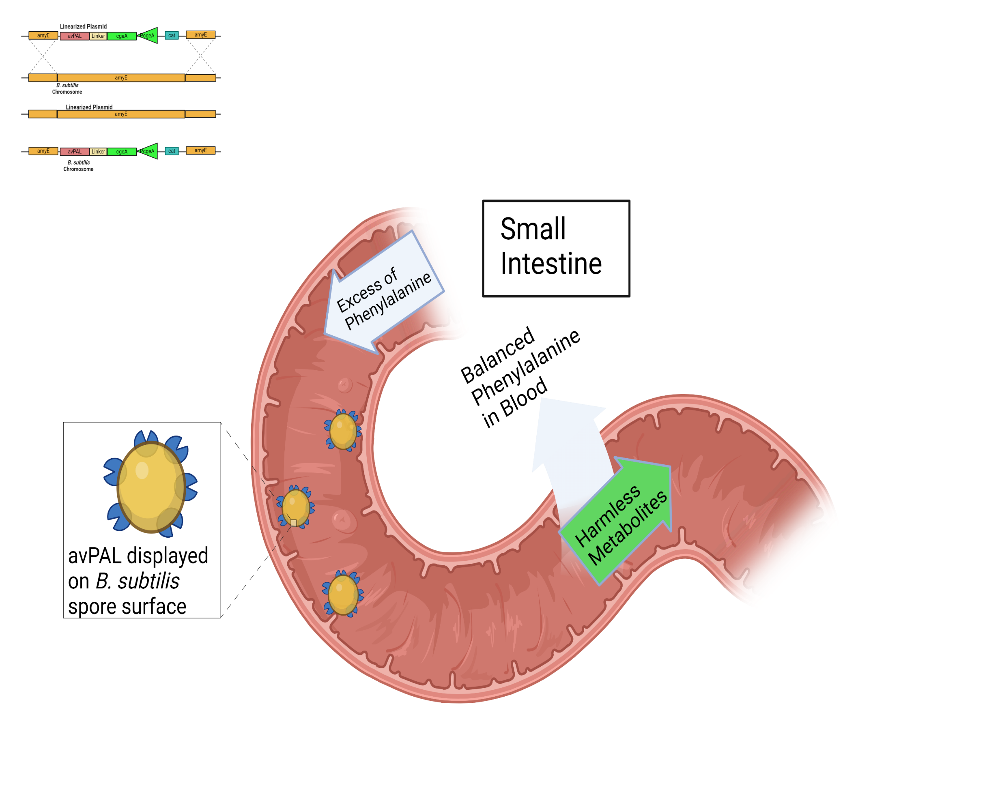 Linearized Plasmid
amyE avPAL Linker cgeA PcgeA cat amyE
amyE
B. subtilis
Chromosome
Linearized Plasmid
amyE
amyE avPAL Linker cgeA PcgeA cat amyE
B. subtilis
Chromosome
Small
Intestine
Excess of
Phenylalanine
Balanced
Phenylalanine
in Blood
Harmless
Metabolites
avPAL displayed
on B. subtilis
spore surface